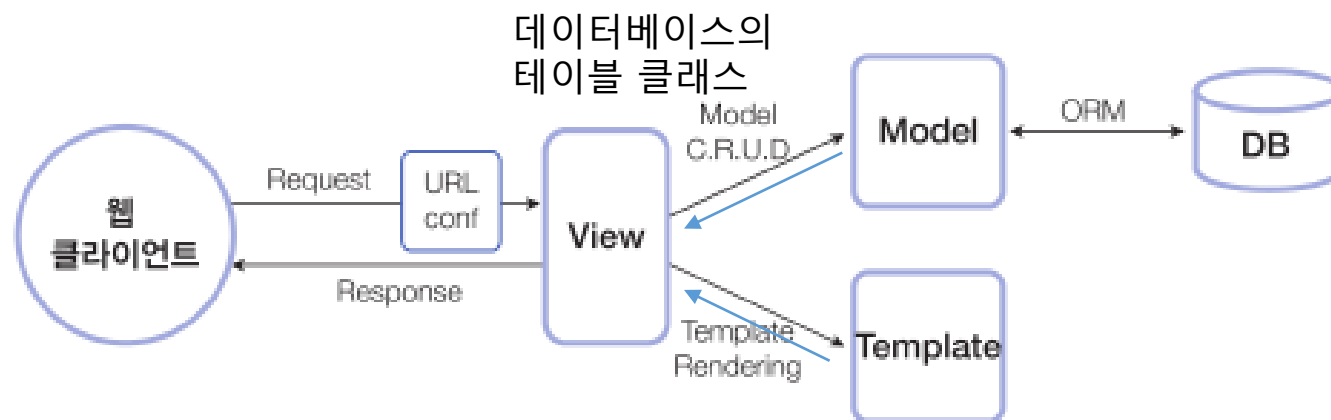 데이터베이스의
테이블 클래스
Model
C.R.U.D
Model
ORM
DB
Request
URL
conf
웹
클라이언트
View
Response
Template
Rendering
Template